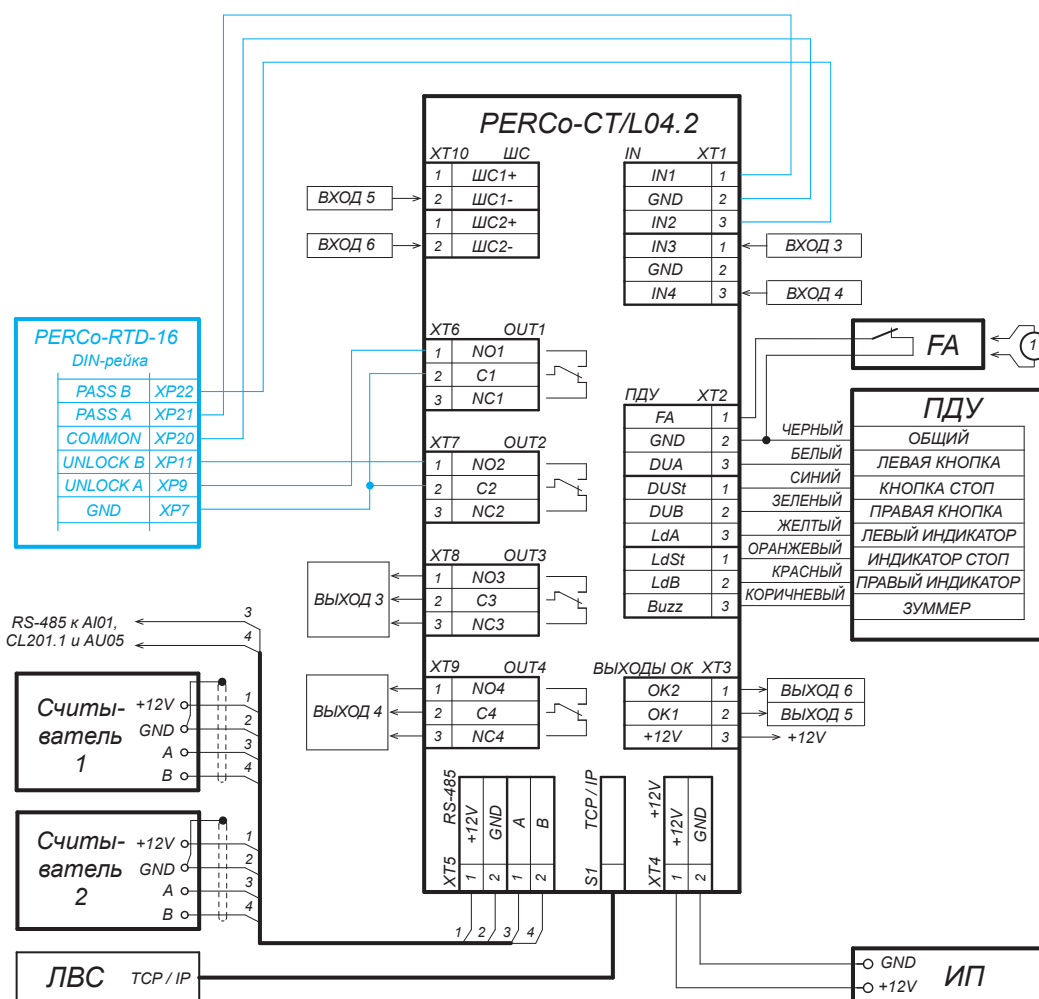 PERCo-CT/L04.2
XT10 ШС
1 ШС1+
2 ШС1-
1 ШС2+
2 ШС2-
ВХОД 5
ВХОД 6
IN XT1
IN1 1
GND 2
IN2 3
IN3 1
GND 2
IN4 3
ВХОД 3
ВХОД 4
PERCo-RTD-16
DIN-рейка
PASS B XP22
PASS A XP21
COMMON XP20
UNLOCK B XP11
UNLOCK A XP9
GND XP7
XT6 OUT1
1 NO1
2 C1
3 NC1
XT7 OUT2
1 NO2
2 C2
3 NC2
XT8 OUT3
1 NO3
2 C3
3 NC3
ВЫХОД 3
XT9 OUT4
1 NO4
2 C4
3 NC4
ВЫХОД 4
FA
1
ПДУ XT2
FA 1
GND 2
DUA 3
DUSt 1
DUB 2
LdA 3
LdSt 1
LdB 2
Buzz 3
ЧЕРНЫЙ
БЕЛЫЙ
СИНИЙ
ЗЕЛЕНЫЙ
ЖЕЛТЫЙ
ОРАНЖЕВЫЙ
КРАСНЫЙ
КОРИЧНЕВЫЙ
ПДУ
ОБЩИЙ
ЛЕВАЯ КНОПКА
КНОПКА СТОП
ПРАВАЯ КНОПКА
ЛЕВЫЙ ИНДИКАТОР
ИНДИКАТОР СТОП
ПРАВЫЙ ИНДИКАТОР
ЗУММЕР
ВЫХОДЫ ОК XT3
OK2 1
OK1 2
+12V 3
ВЫХОД 6
ВЫХОД 5
+12V
RS-485 к AI01,
CL201.1 и AU05
3
4
Считы-
ватель
1
+12V 1
GND 2
A 3
B 4
Считы-
ватель
2
+12V 1
GND 2
A 3
B 4
XT5 RS-485
1 +12V
2 GND
1 A
2 B
1 2 3 4
S1 TCP / IP
XT4 +12V
1 +12V
2 GND
ЛВС TCP / IP
GND
+12V
ИП